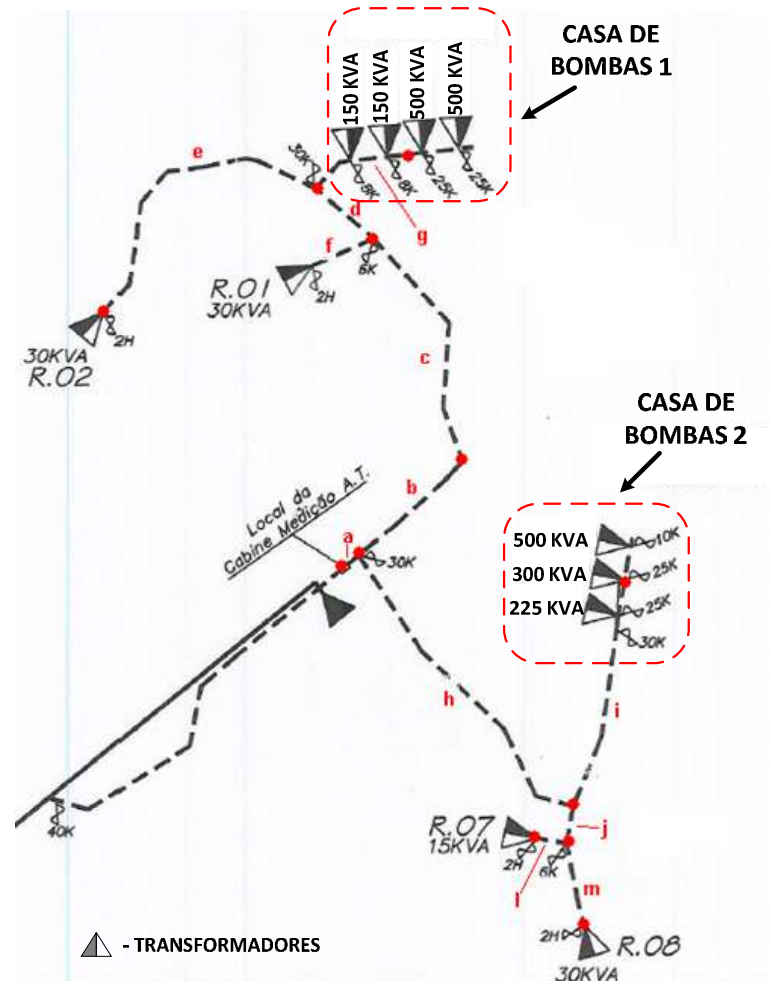 CASA DE
BOMBAS 1
150 KVA
150 KVA
500 KVA
500 KVA
30K
8K
8K
25K
25K
e
d
g
f
6K
R.01
30KVA
2H
2H
30KVA
R.02
c
CASA DE
BOMBAS 2
b
Local da
Cabine Medição A.T.
a
30K
500 KVA
10K
300 KVA
25K
225 KVA
25K
30K
h
i
40K
R.07
15KVA
2H
6K
j
l
m
2H
R.08
30KVA
- TRANSFORMADORES